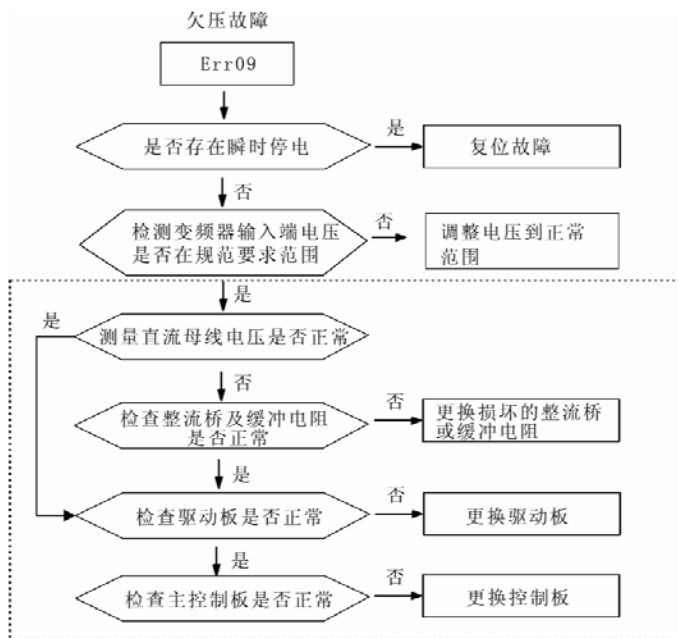 欠压故障
Err09
是否存在瞬时停电
是
复位故障
否
检测变频器输入端电压
是否在规范要求范围
否
调整电压到正常
范围
是
是
测量直流母线电压是否正常
否
检查整流桥及缓冲电阻
是否正常
否
更换损坏的整流桥
或缓冲电阻
是
检查驱动板是否正常
否
更换驱动板
是
检查主控制板是否正常
否
更换控制板